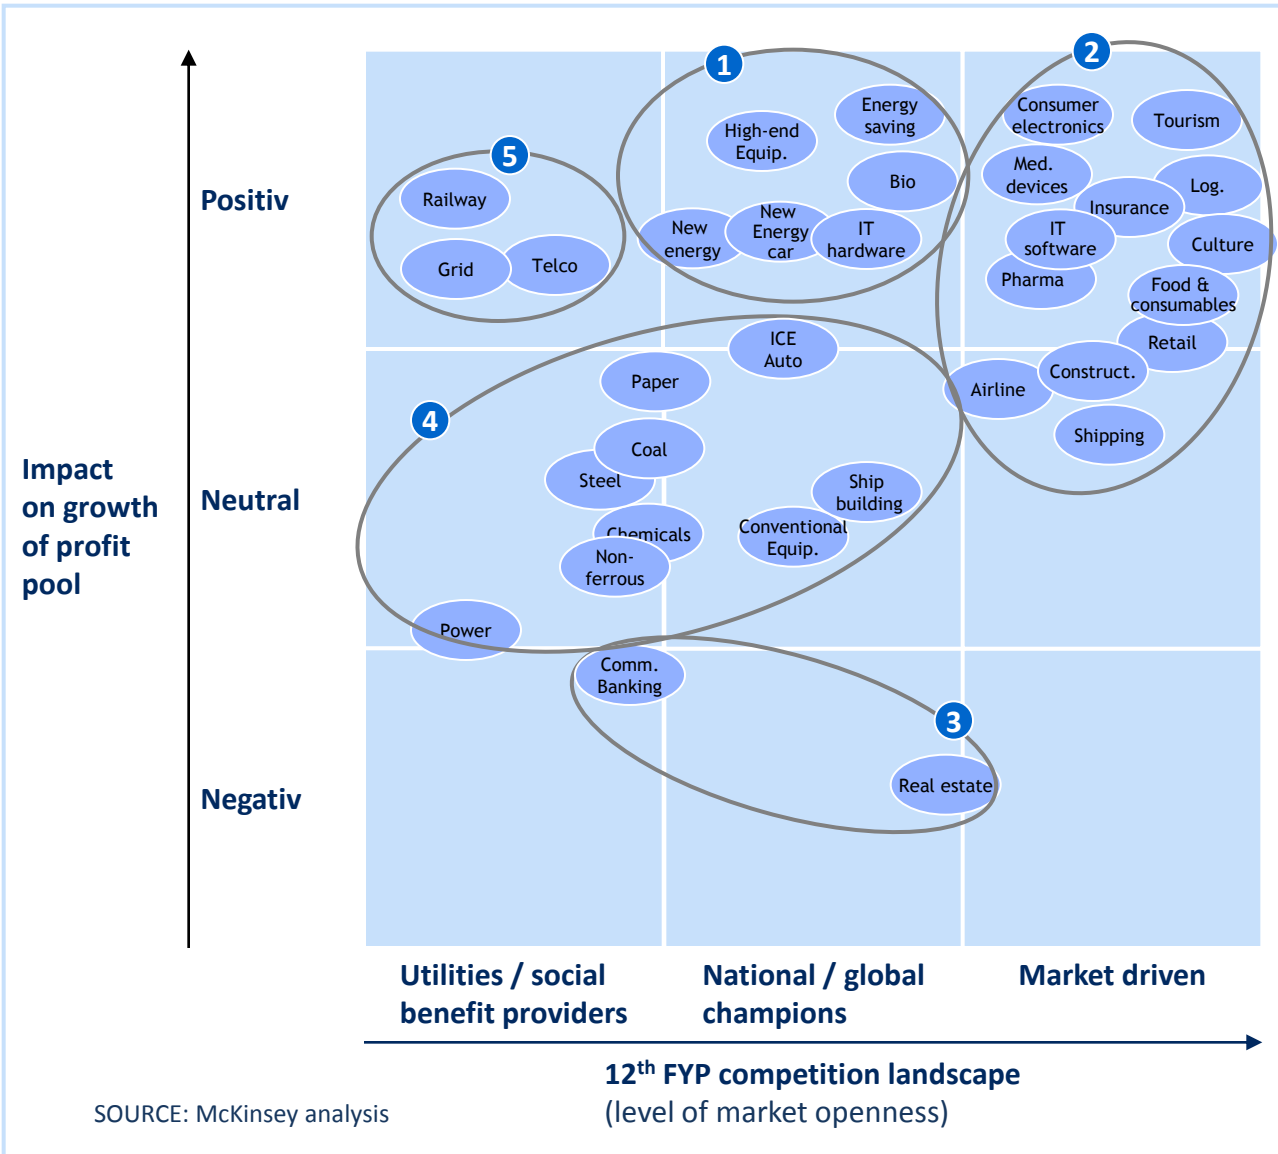 1
2
Consumer
electronics
Energy
saving
Tourism
High-end
Equip.
5
Med.
devices
Bio
Log.
Positiv
Railway
Insurance
New
energy
New
Energy
car
IT
hardware
IT
software
Culture
Grid
Telco
Pharma
Food &
consumables
Retail
ICE
Auto
Paper
Construct.
Airline
4
Shipping
Coal
Steel
Impact
on growth
of profit
pool
Neutral
Ship
building
Chemicals
Conventional
Equip.
Non-
ferrous
Power
Comm.
Banking
3
Real estate
Negativ
Utilities / social
benefit providers
National / global
champions
Market driven
12th FYP competition landscape
(level of market openness)
SOURCE: McKinsey analysis